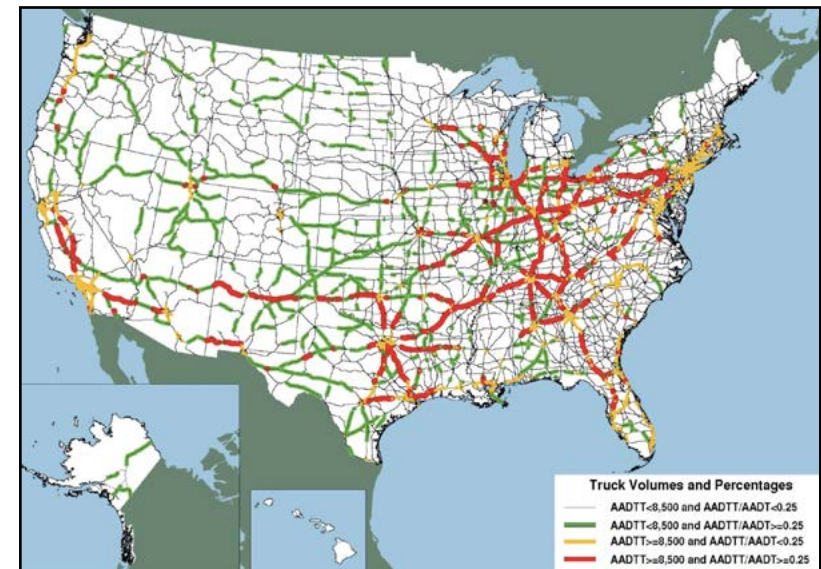 Truck Volumes and Percentages
AADTT<8,500 and AADTT/AADT<0.25
AADTT<8,500 and AADTT/AADT>=0.25
AADTT>=8,500 and AADTT/AADT<0.25
AADTT>=8,500 and AADTT/AADT>=0.25